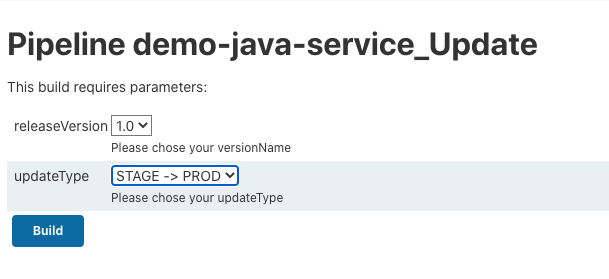 Pipeline demo-java-service_Update
This build requires parameters:
releaseVersion 1.0
Please chose your versionName
updateType STAGE -> PROD
Please chose your updateType
Build